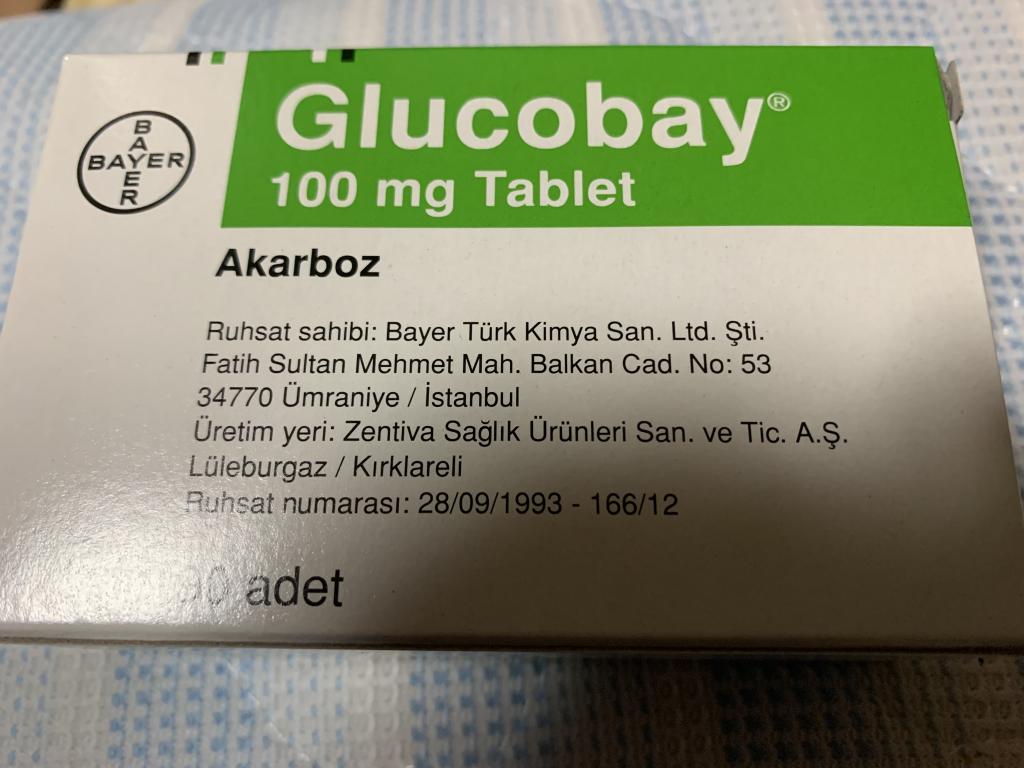 BAYER
BAYER
Glucobay®
100 mg Tablet
Akarboz
Ruhsat sahibi: Bayer Türk Kimya San. Ltd. Şti.
Fatih Sultan Mehmet Mah. Balkan Cad. No: 53
34770 Ümraniye / İstanbul
Üretim yeri: Zentiva Sağlık Ürünleri San. ve Tic. A.Ş.
Lüleburgaz / Kırklareli
Ruhsat numarası: 28/09/1993 - 166/12
adet